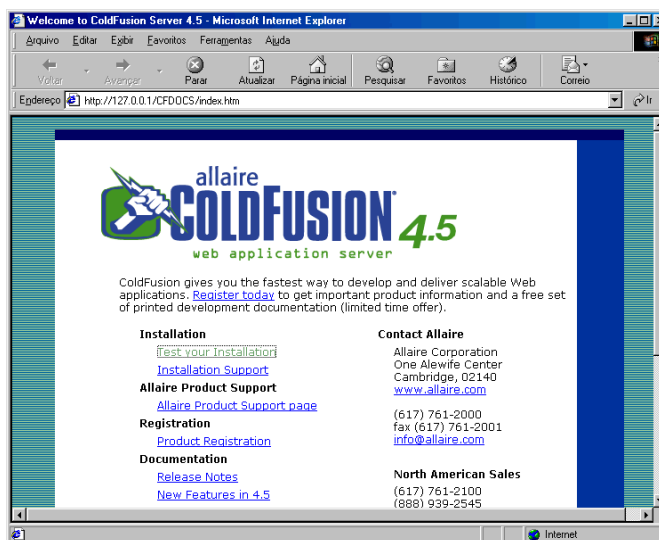 Welcome to ColdFusion Server 4.5 - Microsoft Internet Explorer
Arquivo Editar Exibir Favoritos Ferramentas Ajuda
Voltar Avançar Parar Atualizar Página inicial Pesquisar Favoritos Histórico Correio
Endereço http://127.0.0.1/CFDOCS/index.htm Ir
allaire
COLDFUSION 4.5
web application server
ColdFusion gives you the fastest way to develop and deliver scalable Web
applications. Register today to get important product information and a free set
of printed development documentation (limited time offer).
Installation
Test your Installation
Installation Support
Allaire Product Support
Allaire Product Support page
Registration
Product Registration
Documentation
Release Notes
New Features in 4.5
Contact Allaire
Allaire Corporation
One Alewife Center
Cambridge, 02140
www.allaire.com
(617) 761-2000
fax (617) 761-2001
info@allaire.com
North American Sales
(617) 761-2100
(888) 939-2545
Internet